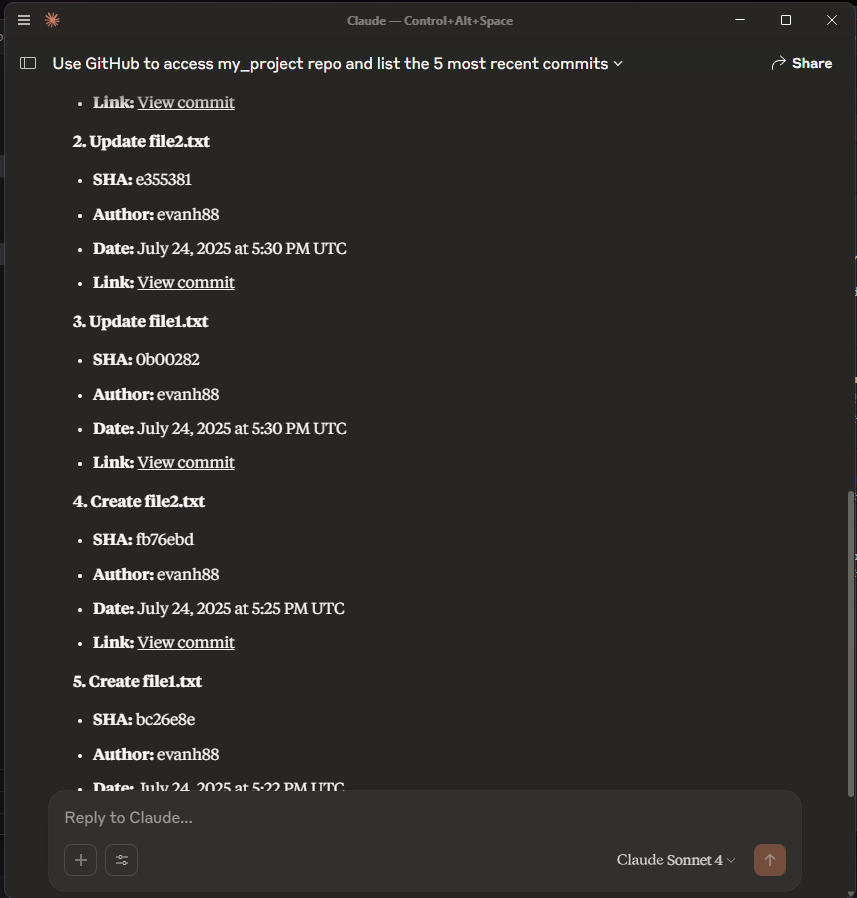 Claude — Control+Alt+Space
Use GitHub to access my_project repo and list the 5 most recent commits
Share
• Link: View commit
2. Update file2.txt
• SHA: e355381
• Author: evanh88
• Date: July 24, 2025 at 5:30 PM UTC
• Link: View commit
3. Update file1.txt
• SHA: 0b00282
• Author: evanh88
• Date: July 24, 2025 at 5:30 PM UTC
• Link: View commit
4. Create file2.txt
• SHA: fb76ebd
• Author: evanh88
• Date: July 24, 2025 at 5:25 PM UTC
• Link: View commit
5. Create file1.txt
• SHA: bc26e8e
• Author: evanh88
• Date: July 24, 2025 at 5:22 PM UTC
Reply to Claude...
Claude Sonnet 4